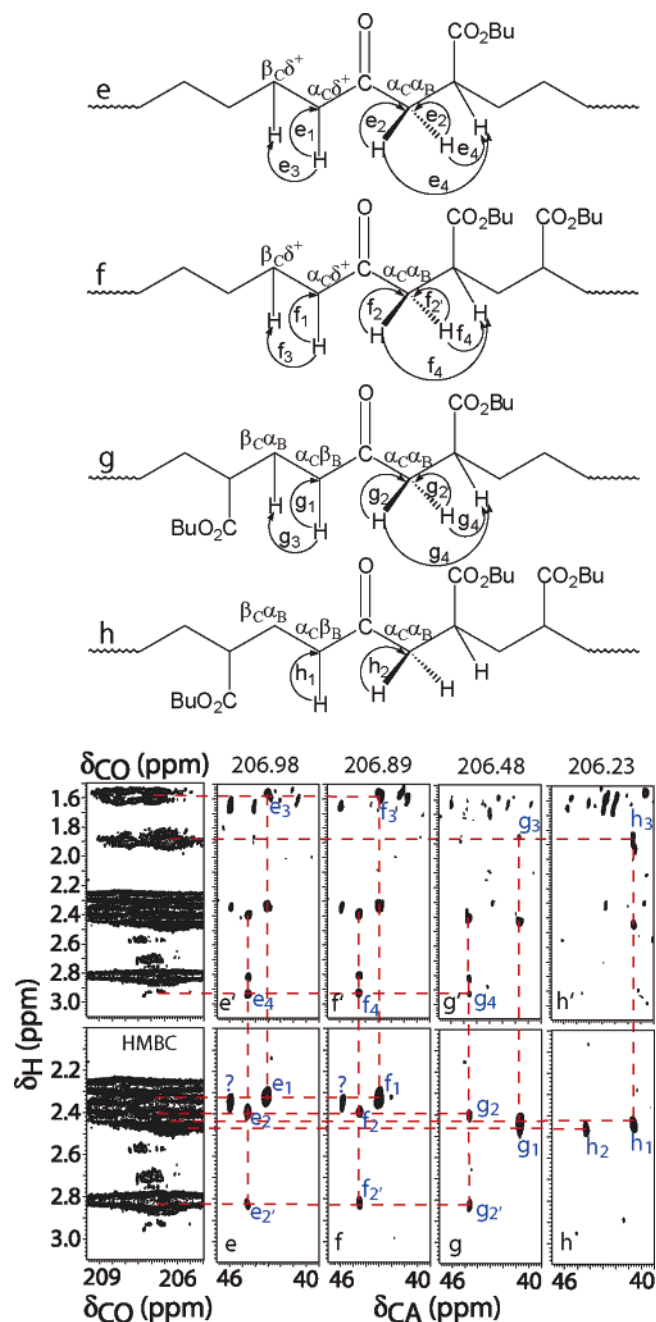 O
CO₂Bu
β_Cδ⁺
α_Cδ⁺
C
α_Cα_B
e
e₁
e₂
e₂
H
H
H
e₄
H
H
e₃
e₄
O
CO₂Bu
CO₂Bu
β_Cδ⁺
α_Cδ⁺
C
α_Cα_B
f
f₁
f₂
f₂'
H
H
H
f₄
H
H
f₃
f₄
O
CO₂Bu
β_Cα_B
α_Cβ_B
C
α_Cα_B
g
g₁
g₂
g₂
H
H
H
g₄
BuO₂C
H
H
g₃
g₄
O
CO₂Bu
CO₂Bu
β_Cα_B
α_Cβ_B
C
α_Cα_B
h
h₁
h₂
H
H
H
BuO₂C
H
δCO (ppm)
206.98
206.89
206.48
206.23
1.6
1.8
2.0
2.2
2.4
2.6
2.8
3.0
e₃
f₃
g₃
h₃
e'
e₄
f'
f₄
g'
g₄
h'
δH (ppm)
HMBC
2.2
2.4
2.6
2.8
3.0
?
e₁
?
f₁
e₂
f₂
g₂
g₁
h₂
h₁
e₂'
f₂'
g₂'
e
f
g
h
209
206
46
40
46
40
46
40
46
40
δCO (ppm)
δCA (ppm)